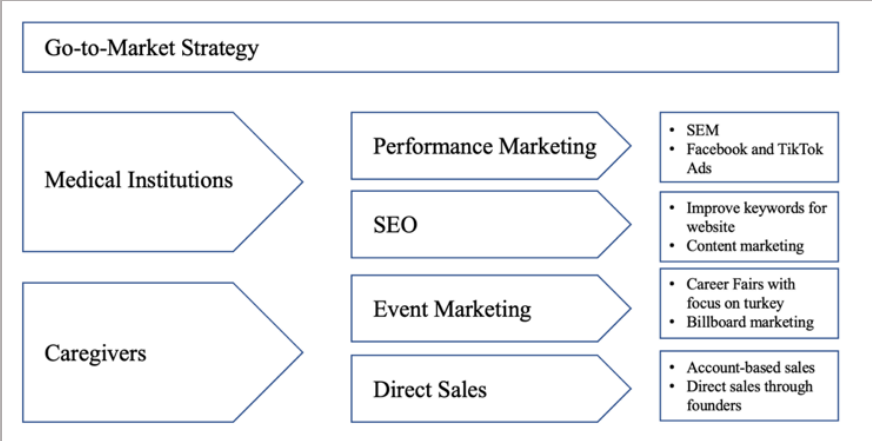 Go-to-Market Strategy
Medical Institutions
Performance Marketing
• SEM
• Facebook and TikTok
Ads
SEO
• Improve keywords for
website
• Content marketing
Caregivers
Event Marketing
• Career Fairs with
focus on turkey
• Billboard marketing
Direct Sales
• Account-based sales
• Direct sales through
founders